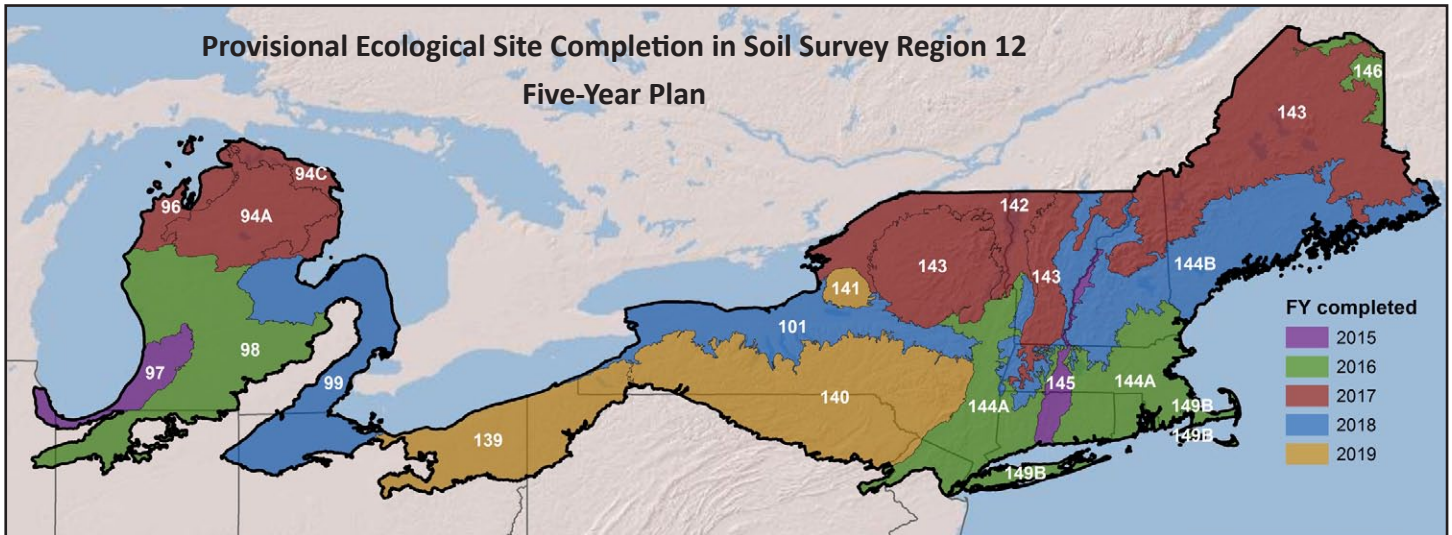 Provisional Ecological Site Completion in Soil Survey Region 12
Five-Year Plan
146
143
94C
96
94A
142
143
143
144B
141
101
FY completed
2015
2016
2017
2018
2019
98
97
99
145
144A
140
144A
149B
149B
139
149B